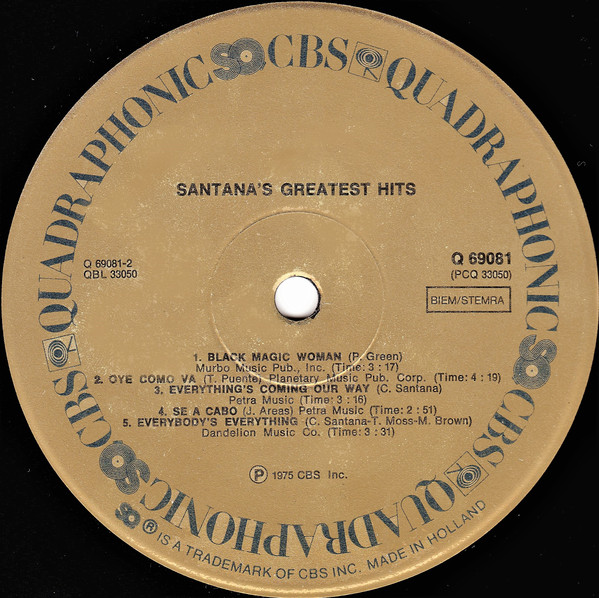 QUADRAPHONIC SQ CBS QUADRAPHONIC SQ CBS QUADRAPHONIC SQ CBS
SANTANA'S GREATEST HITS
Q 69081-2
QBL 33050
Q 69081
(PCQ 33050)
BIEM/STEMRA
1. BLACK MAGIC WOMAN (P. Green)
Murbo Music Pub., Inc. (Time: 3 : 17)
2. OYE COMO VA (T. Puente) Planetary Music Pub. Corp. (Time: 4 : 19)
3. EVERYTHING'S COMING OUR WAY (C. Santana)
Petra Music (Time : 3 : 16)
4. SE A CABO (J. Areas) Petra Music (Time : 2 : 51)
5. EVERYBODY'S EVERYTHING (C. Santana-T. Moss-M. Brown)
Dandelion Music Co. (Time: 3 : 31)
Ⓟ 1975 CBS Inc.
SQ ® IS A TRADEMARK OF CBS INC. MADE IN HOLLAND